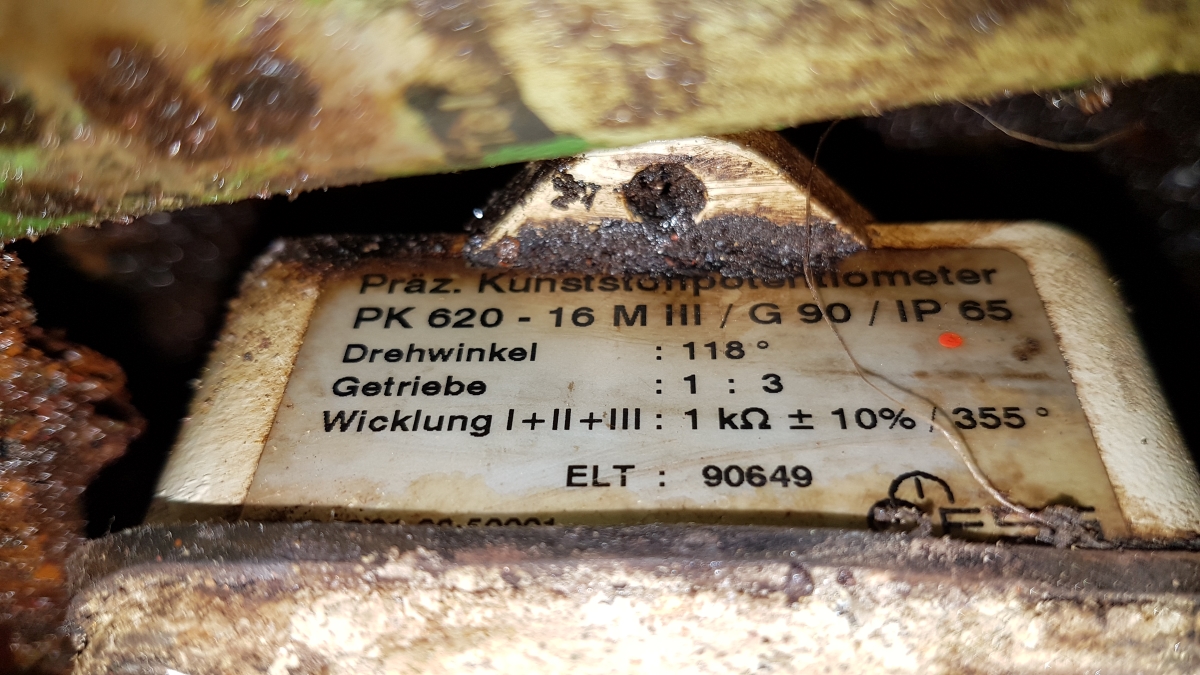 Präz. Kunststoffpotentiometer
PK 620 - 16 M III / G 90 / IP 65
Drehwinkel : 118°
Getriebe : 1 : 3
Wicklung I+II+III : 1 kΩ ± 10% / 355°
ELT : 90649